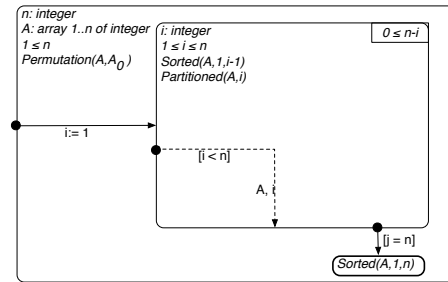 n: integer
A: array 1..n of integer
1 ≤ n
Permutation(A,A₀ )
i: integer
1 ≤ i ≤ n
Sorted(A,1,i-1)
Partitioned(A,i)
0 ≤ n-i
i:= 1
[i < n]
A, i
[j = n]
Sorted(A,1,n)